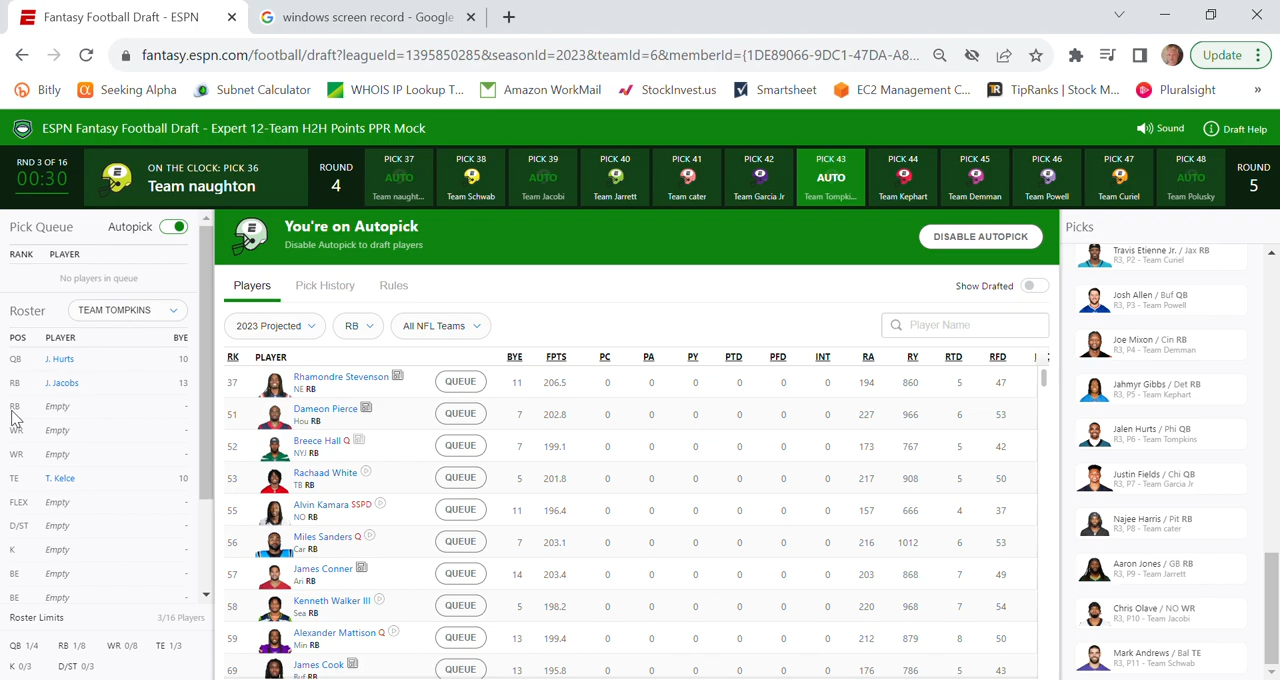 Fantasy Football Draft - ESPN
windows screen record - Google
fantasy.espn.com/football/draft?leagueId=1395850285&seasonId=2023&teamId=6&memberId={1DE89066-9DC1-47DA-A8...
Update
Bitly
Seeking Alpha
Subnet Calculator
WHOIS IP Lookup T...
Amazon WorkMail
StockInvest.us
Smartsheet
EC2 Management C...
TipRanks | Stock M...
Pluralsight
»
ESPN Fantasy Football Draft - Expert 12-Team H2H Points PPR Mock
Sound
Draft Help
RND 3 OF 16
00:30
ON THE CLOCK: PICK 36
Team naughton
ROUND
4
PICK 37
AUTO
Team naught...
PICK 38
Team Schwab
PICK 39
AUTO
Team Jacobi
PICK 40
Team Jarrett
PICK 41
Team cater
PICK 42
Team Garcia Jr
PICK 43
AUTO
Team Tompki...
PICK 44
Team Kephart
PICK 45
Team Demman
PICK 46
Team Powell
PICK 47
Team Curiel
PICK 48
AUTO
Team Polusky
ROUND
5
Pick Queue
Autopick
RANK PLAYER
No players in queue
Roster
TEAM TOMPKINS
POS PLAYER BYE
QB J. Hurts 10
RB J. Jacobs 13
RB Empty -
WR Empty -
WR Empty -
TE T. Kelce 10
FLEX Empty -
D/ST Empty -
K Empty -
BE Empty -
BE Empty -
Roster Limits 3/16 Players
QB 1/4 RB 1/8 WR 0/8 TE 1/3
K 0/3 D/ST 0/3
You're on Autopick
Disable Autopick to draft players
DISABLE AUTOPICK
Players Pick History Rules
Show Drafted
2023 Projected RB All NFL Teams
Player Name
RK PLAYER BYE FPTS PC PA PY PTD PFD INT RA RY RTD RFD
37 Rhamondre Stevenson NE RB QUEUE 11 206.5 0 0 0 0 0 0 194 860 5 47
51 Dameon Pierce Hou RB QUEUE 7 202.8 0 0 0 0 0 0 227 966 6 53
52 Breece Hall Q NYJ RB QUEUE 7 199.1 0 0 0 0 0 0 173 767 5 42
53 Rachaad White TB RB QUEUE 5 201.8 0 0 0 0 0 0 217 908 5 50
55 Alvin Kamara SSPD NO RB QUEUE 11 196.4 0 0 0 0 0 0 157 666 4 37
56 Miles Sanders Q Car RB QUEUE 7 203.1 0 0 0 0 0 0 216 1012 6 53
57 James Conner Ari RB QUEUE 14 203.4 0 0 0 0 0 0 203 868 7 49
58 Kenneth Walker III Sea RB QUEUE 5 198.2 0 0 0 0 0 0 220 968 7 54
59 Alexander Mattison Q Min RB QUEUE 13 199.4 0 0 0 0 0 0 212 879 8 50
69 James Cook Buf RB QUEUE 13 195.8 0 0 0 0 0 0 176 786 5 43
Picks
Travis Etienne Jr. / Jax RB
R3, P2 - Team Curiel
Josh Allen / Buf QB
R3, P3 - Team Powell
Joe Mixon / Cin RB
R3, P4 - Team Demman
Jahmyr Gibbs / Det RB
R3, P5 - Team Kephart
Jalen Hurts / Phi QB
R3, P6 - Team Tompkins
Justin Fields / Chi QB
R3, P7 - Team Garcia Jr
Najee Harris / Pit RB
R3, P8 - Team cater
Aaron Jones / GB RB
R3, P9 - Team Jarrett
Chris Olave / NO WR
R3, P10 - Team Jacobi
Mark Andrews / Bal TE
R3, P11 - Team Schwab